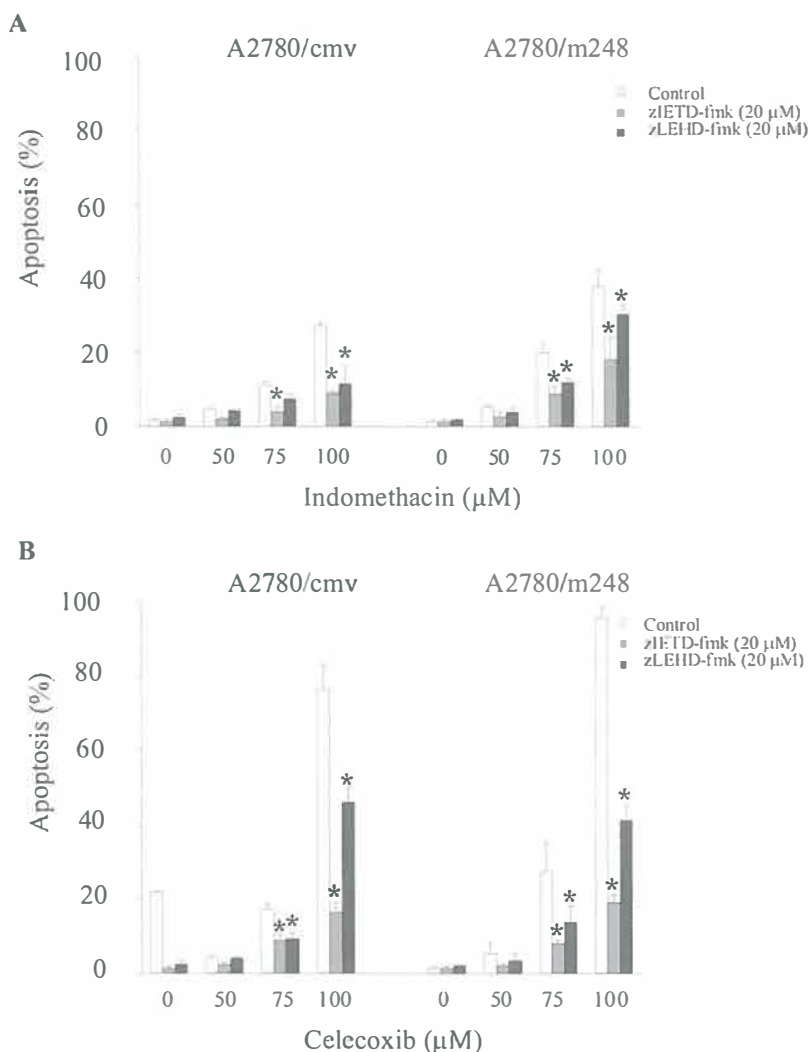 A
A2780/cmv A2780/m248
Control
zIETD-fmk (20 μM)
zLEHD-fmk (20 μM)
Apoptosis (%)
100
80
60
40
20
0
* * * * * * *
0 50 75 100 0 50 75 100
Indomethacin (μM)
B
A2780/cmv A2780/m248
Control
zIETD-fmk (20 μM)
zLEHD-fmk (20 μM)
Apoptosis (%)
100
80
60
40
20
0
* * * * * * * *
0 50 75 100 0 50 75 100
Celecoxib (μM)